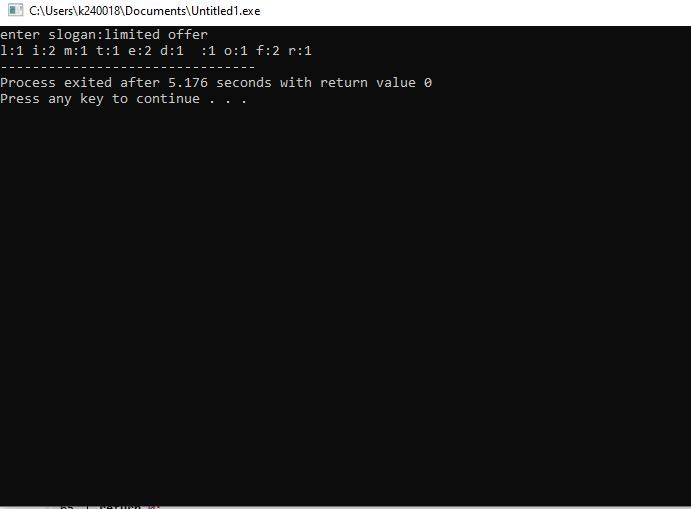 C:\Users\k240018\Documents\Untitled1.exe
enter slogan:limited offer
l:1 i:2 m:1 t:1 e:2 d:1  :1 o:1 f:2 r:1
--------------------------------
Process exited after 5.176 seconds with return value 0
Press any key to continue . . .